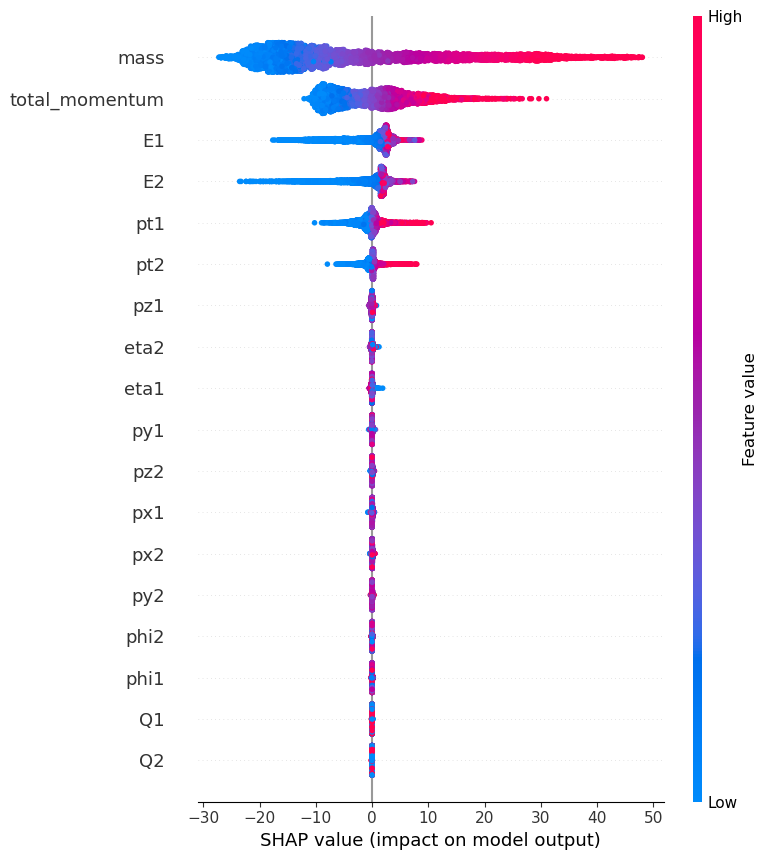 High
mass
total_momentum
E1
E2
pt1
pt2
pz1
eta2
eta1
py1
pz2
px1
px2
py2
phi2
phi1
Q1
Q2
Feature value
Low
−30 −20 −10 0 10 20 30 40 50
SHAP value (impact on model output)